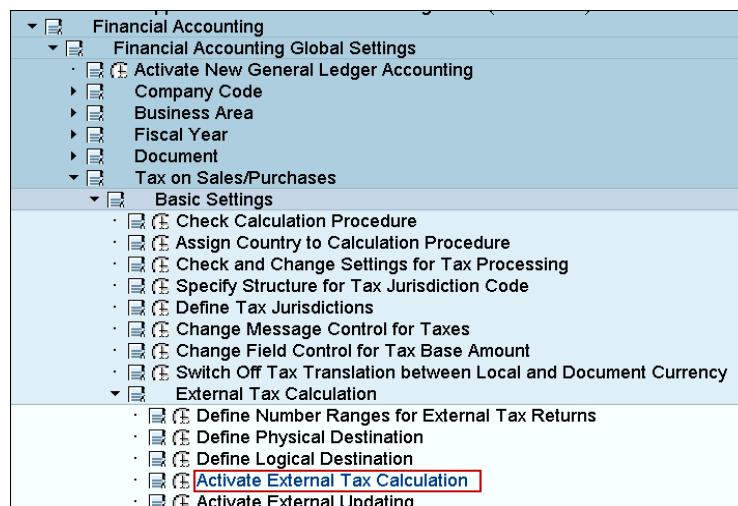 Financial Accounting
Financial Accounting Global Settings
Activate New General Ledger Accounting
Company Code
Business Area
Fiscal Year
Document
Tax on Sales/Purchases
Basic Settings
Check Calculation Procedure
Assign Country to Calculation Procedure
Check and Change Settings for Tax Processing
Specify Structure for Tax Jurisdiction Code
Define Tax Jurisdictions
Change Message Control for Taxes
Change Field Control for Tax Base Amount
Switch Off Tax Translation between Local and Document Currency
External Tax Calculation
Define Number Ranges for External Tax Returns
Define Physical Destination
Define Logical Destination
Activate External Tax Calculation
Activate External Updating